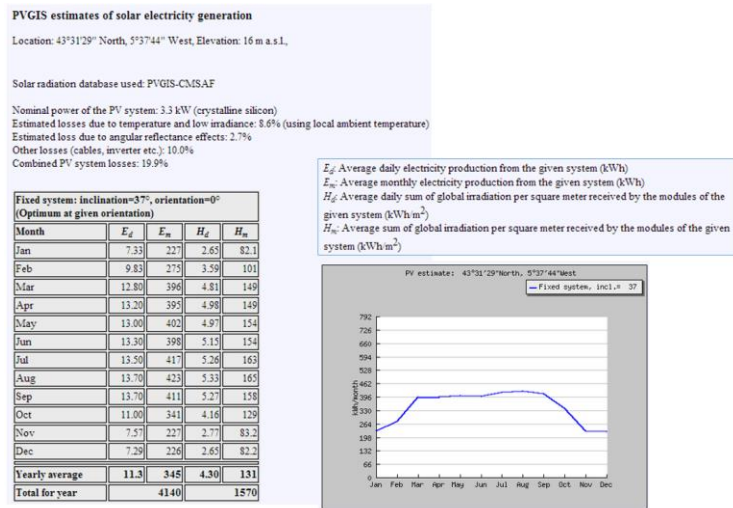 PVGIS estimates of solar electricity generation
Location: 43°31'29" North, 5°37'44" West, Elevation: 16 m a.s.l.,
Solar radiation database used: PVGIS-CMSAF
Nominal power of the PV system: 3.3 kW (crystalline silicon)
Estimated losses due to temperature and low irradiance: 8.6% (using local ambient temperature)
Estimated loss due to angular reflectance effects: 2.7%
Other losses (cables, inverter etc.): 10.0%
Combined PV system losses: 19.9%
Fixed system: inclination=37°, orientation=0°
(Optimum at given orientation)
Month Ed Em Hd Hm
Jan 7.33 227 2.65 82.1
Feb 9.83 275 3.59 101
Mar 12.80 396 4.81 149
Apr 13.20 395 4.98 149
May 13.00 402 4.97 154
Jun 13.30 398 5.15 154
Jul 13.50 417 5.26 163
Aug 13.70 423 5.33 165
Sep 13.70 411 5.27 158
Oct 11.00 341 4.16 129
Nov 7.57 227 2.77 83.2
Dec 7.29 226 2.65 82.2
Yearly average 11.3 345 4.30 131
Total for year 4140 1570
Ed: Average daily electricity production from the given system (kWh)
Em: Average monthly electricity production from the given system (kWh)
Hd: Average daily sum of global irradiation per square meter received by the modules of the
given system (kWh/m²)
Hm: Average sum of global irradiation per square meter received by the modules of the given
system (kWh/m²)
PV estimate: 43°31'29"North, 5°37'44"West
Fixed system, incl.= 37
kWh/month
792
726
660
594
528
462
396
330
264
198
132
66
0
Jan Feb Mar Apr May Jun Jul Aug Sep Oct Nov Dec